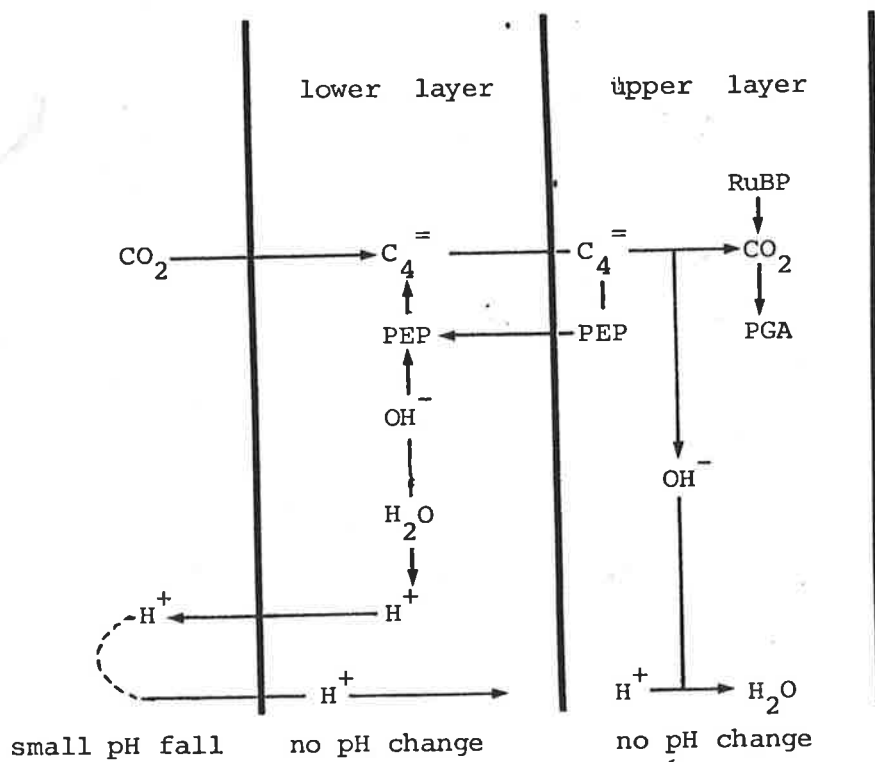 lower layer
upper layer
RuBP
CO2
C4=
C4=
CO2
PEP
PEP
PGA
OH-
OH-
H2O
H+
H+
H+
H+
H2O
small pH fall
no pH change
no pH change